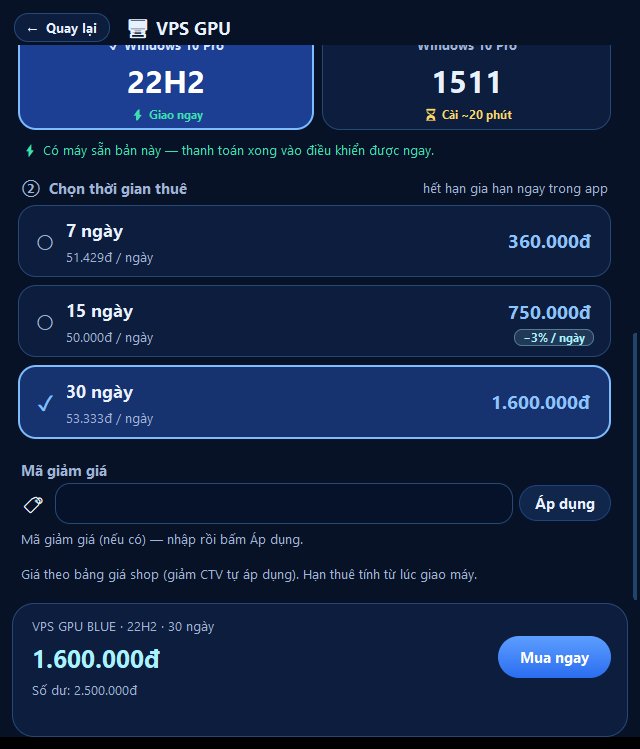 ← Quay lại
VPS GPU
✓ Windows 10 Pro
22H2
Giao ngay
Windows 10 Pro
1511
Cài ~20 phút
Có máy sẵn bản này — thanh toán xong vào điều khiển được ngay.
② Chọn thời gian thuê
hết hạn gia hạn ngay trong app
7 ngày
360.000đ
51.429đ / ngày
15 ngày
750.000đ
50.000đ / ngày
−3% / ngày
30 ngày
1.600.000đ
53.333đ / ngày
Mã giảm giá
Áp dụng
Mã giảm giá (nếu có) — nhập rồi bấm Áp dụng.
Giá theo bảng giá shop (giảm CTV tự áp dụng). Hạn thuê tính từ lúc giao máy.
VPS GPU BLUE · 22H2 · 30 ngày
1.600.000đ
Mua ngay
Số dư: 2.500.000đ